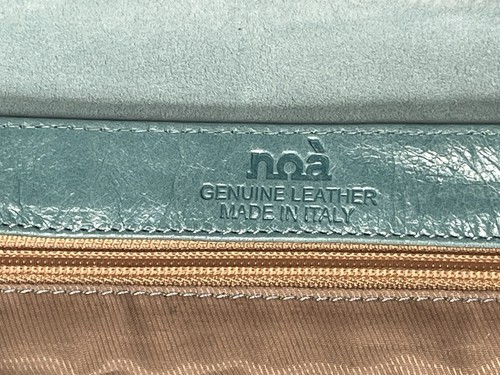 noà
GENUINE LEATHER
MADE IN ITALY